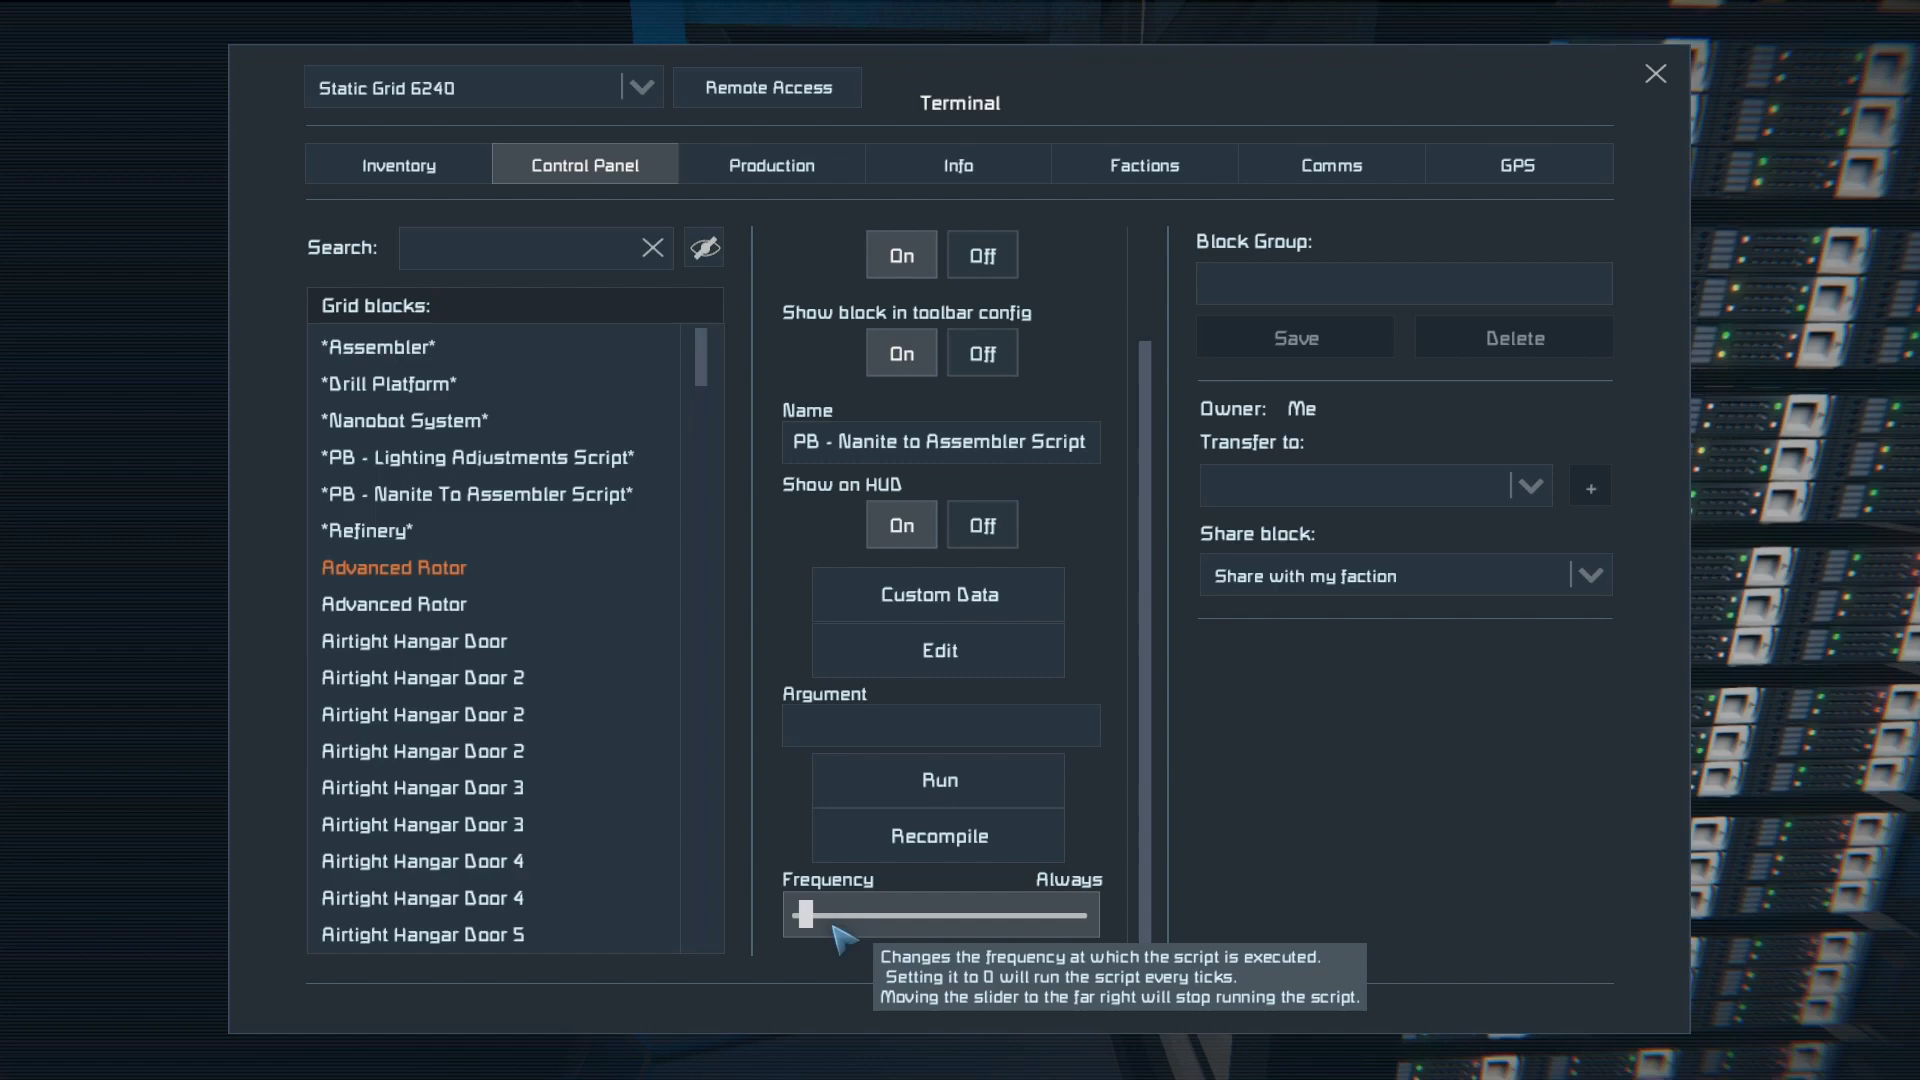 Static Grid 6240
Remote Access
Terminal
Inventory
Control Panel
Production
Info
Factions
Comms
GPS
Search:
Grid blocks:
*Assembler*
*Drill Platform*
*Nanobot System*
*PB - Lighting Adjustments Script*
*PB - Nanite To Assembler Script*
*Refinery*
Advanced Rotor
Advanced Rotor
Airtight Hangar Door
Airtight Hangar Door 2
Airtight Hangar Door 2
Airtight Hangar Door 2
Airtight Hangar Door 3
Airtight Hangar Door 3
Airtight Hangar Door 4
Airtight Hangar Door 4
Airtight Hangar Door 5
On
Off
Show block in toolbar config
On
Off
Name
PB - Nanite to Assembler Script
Show on HUD
On
Off
Custom Data
Edit
Argument
Run
Recompile
Frequency
Always
Changes the frequency at which the script is executed.
Setting it to 0 will run the script every ticks.
Moving the slider to the far right will stop running the script.
Block Group:
Save
Delete
Owner: Me
Transfer to:
+
Share block:
Share with my faction